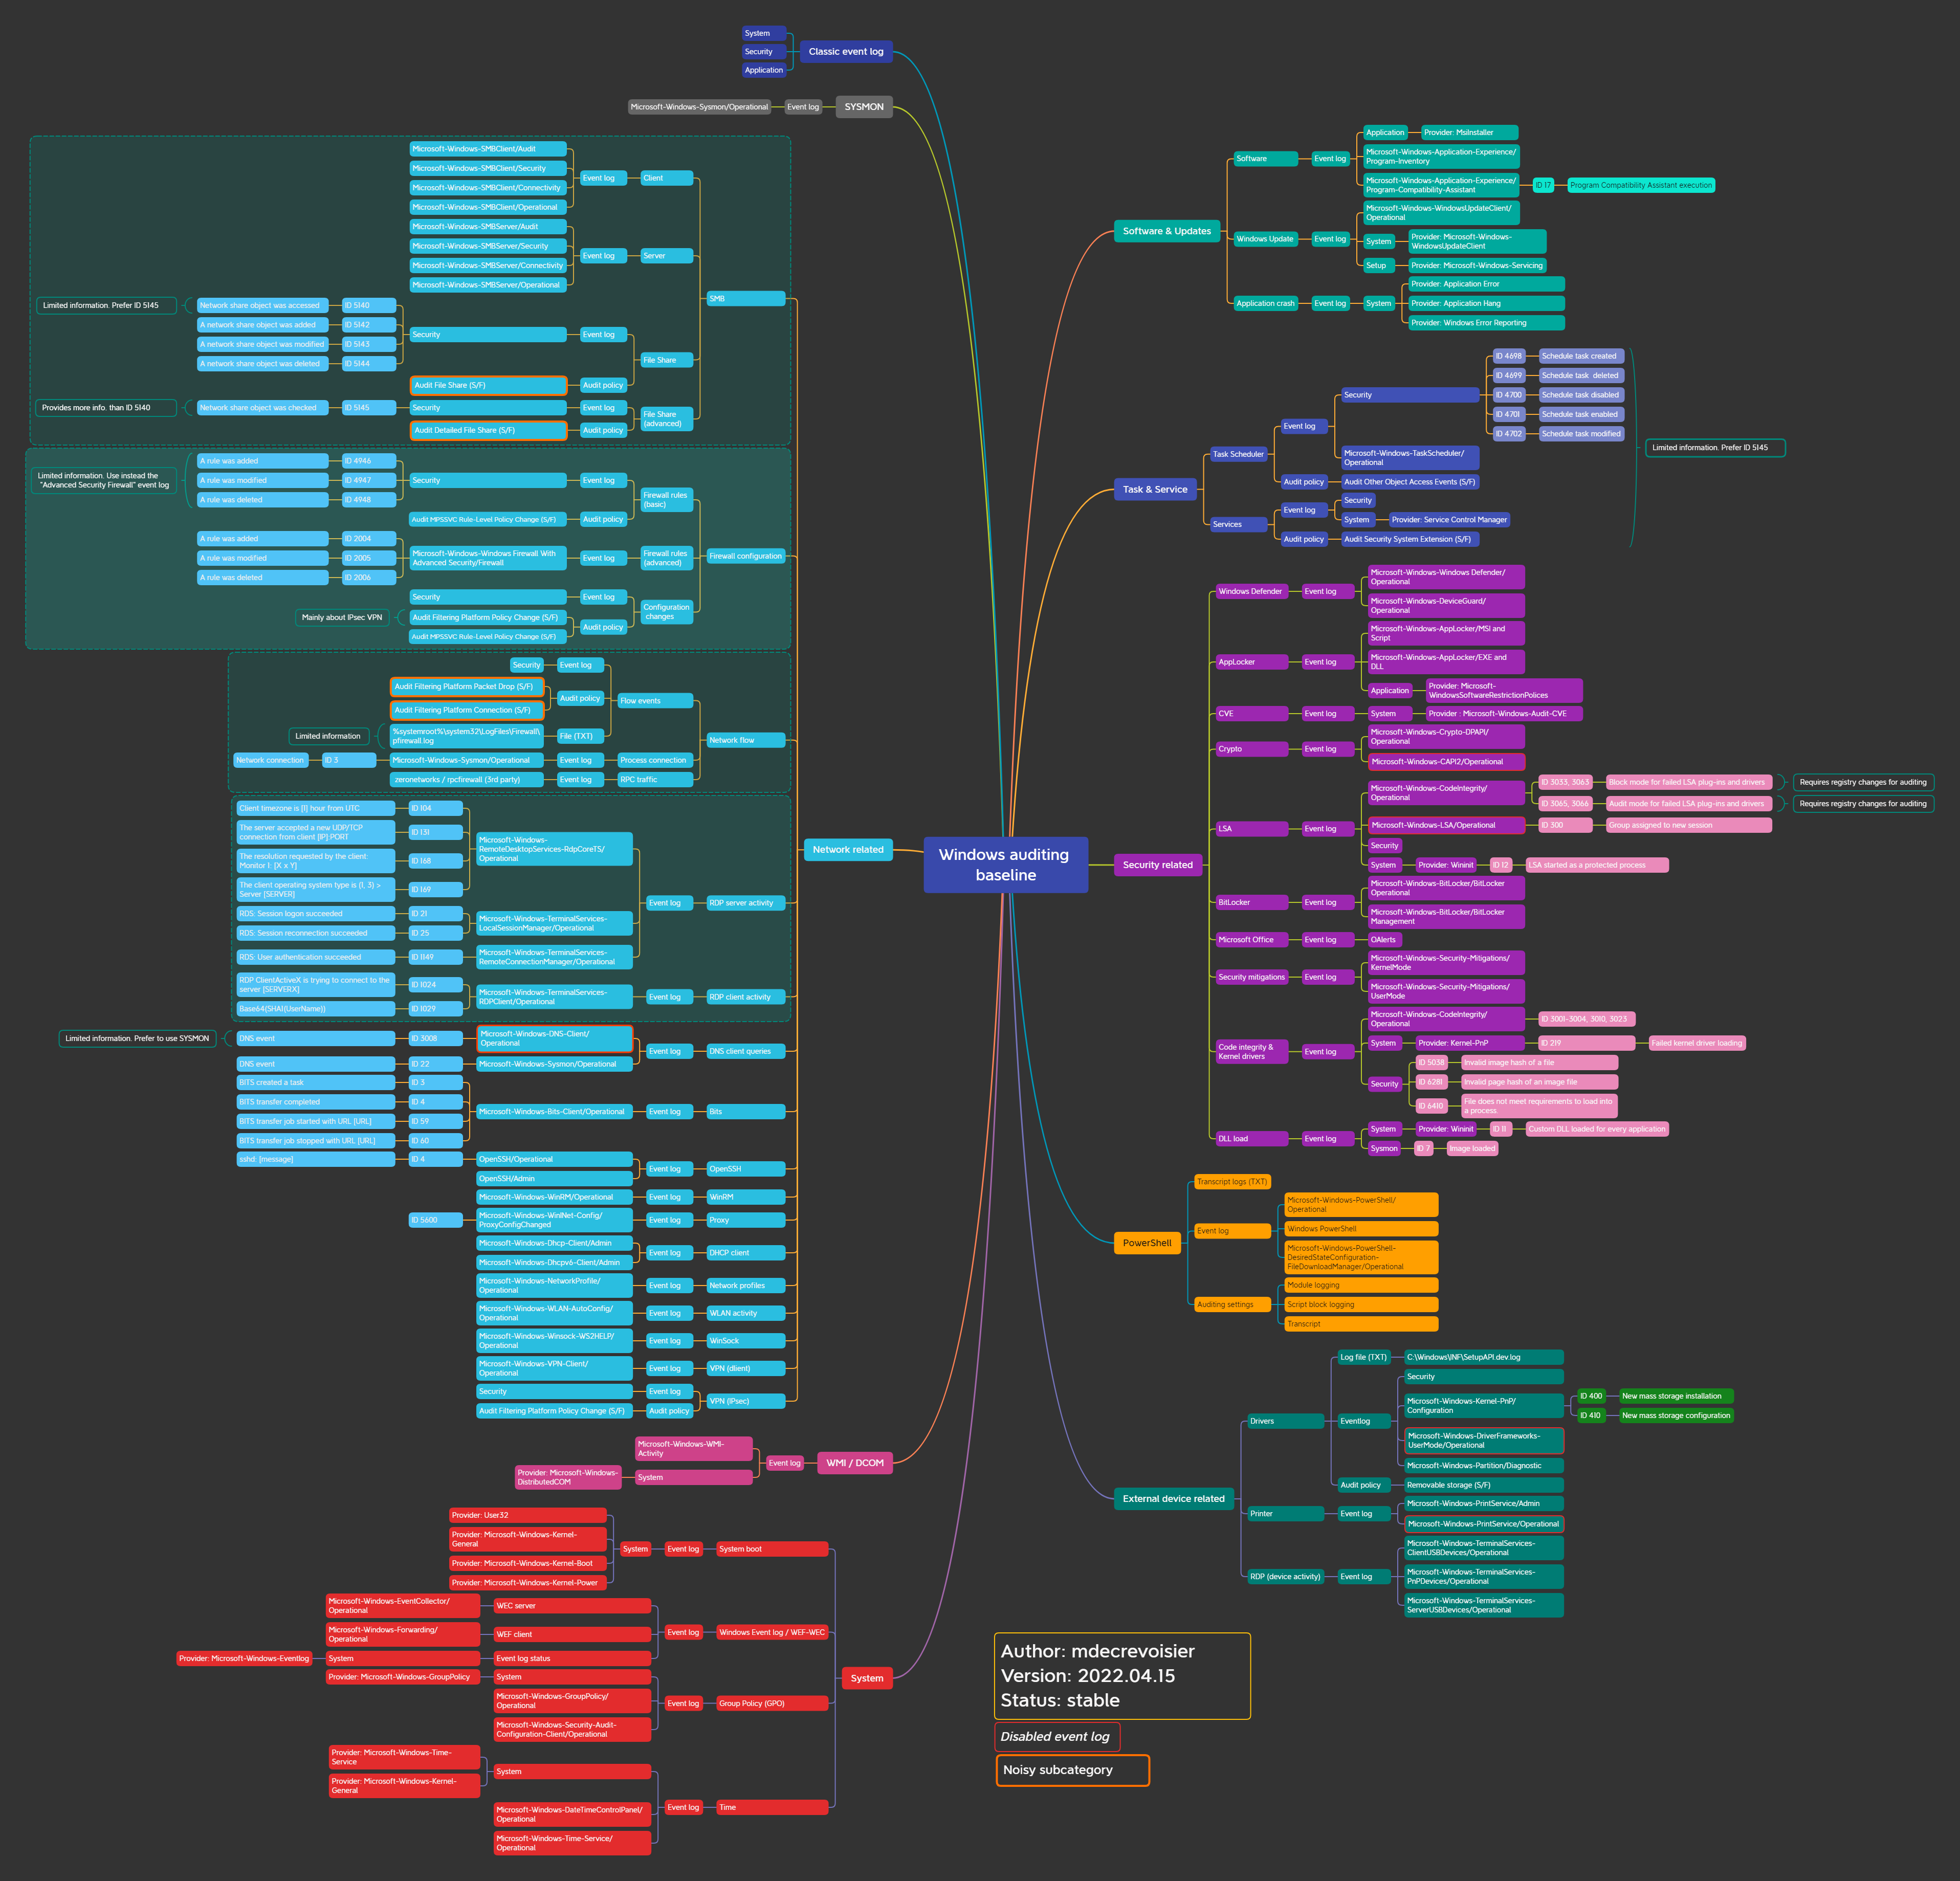 System
Security
Application
Classic event log
Microsoft-Windows-Sysmon/Operational
Event log
SYSMON
Microsoft-Windows-SMBClient/Audit
Microsoft-Windows-SMBClient/Security
Microsoft-Windows-SMBClient/Connectivity
Microsoft-Windows-SMBClient/Operational
Event log
Client
Microsoft-Windows-SMBServer/Audit
Microsoft-Windows-SMBServer/Security
Microsoft-Windows-SMBServer/Connectivity
Microsoft-Windows-SMBServer/Operational
Event log
Server
SMB
Limited information. Prefer ID 5145
Network share object was accessed
ID 5140
A network share object was added
ID 5142
A network share object was modified
ID 5143
A network share object was deleted
ID 5144
Security
Event log
File Share
Audit File Share (S/F)
Audit policy
Provides more info. than ID 5140
Network share object was checked
ID 5145
Security
Event log
File Share
(advanced)
Audit Detailed File Share (S/F)
Audit policy
Limited information. Use instead the
"Advanced Security Firewall" event log
A rule was added
ID 4946
A rule was modified
ID 4947
A rule was deleted
ID 4948
Security
Event log
Firewall rules
(basic)
Audit MPSSVC Rule-Level Policy Change (S/F)
Audit policy
A rule was added
ID 2004
A rule was modified
ID 2005
A rule was deleted
ID 2006
Microsoft-Windows-Windows Firewall With
Advanced Security/Firewall
Event log
Firewall rules
(advanced)
Firewall configuration
Security
Event log
Configuration
changes
Mainly about IPsec VPN
Audit Filtering Platform Policy Change (S/F)
Audit policy
Audit MPSSVC Rule-Level Policy Change (S/F)
Security
Event log
Audit Filtering Platform Packet Drop (S/F)
Audit policy
Flow events
Audit Filtering Platform Connection (S/F)
Limited information
%systemroot%\system32\LogFiles\Firewall\
pfirewall.log
File (TXT)
Network flow
Network connection
ID 3
Microsoft-Windows-Sysmon/Operational
Event log
Process connection
zeronetworks / rpcfirewall (3rd party)
Event log
RPC traffic
Client timezone is [1] hour from UTC
ID 104
The server accepted a new UDP/TCP
connection from client [IP] PORT
ID 131
The resolution requested by the client:
Monitor 1: [X x Y]
ID 168
The client operating system type is (1, 3) >
Server [SERVER]
ID 169
Microsoft-Windows-
RemoteDesktopServices-RdpCoreTS/
Operational
RDS: Session logon succeeded
ID 21
RDS: Session reconnection succeeded
ID 25
Microsoft-Windows-TerminalServices-
LocalSessionManager/Operational
Event log
RDP server activity
RDS: User authentication succeeded
ID 1149
Microsoft-Windows-TerminalServices-
RemoteConnectionManager/Operational
RDP ClientActiveX is trying to connect to the
server [SERVERX]
ID 1024
Base64(SHA1(UserName))
ID 1029
Microsoft-Windows-TerminalServices-
RDPClient/Operational
Event log
RDP client activity
Limited information. Prefer to use SYSMON
DNS event
ID 3008
Microsoft-Windows-DNS-Client/
Operational
Event log
DNS client queries
DNS event
ID 22
Microsoft-Windows-Sysmon/Operational
BITS created a task
ID 3
BITS transfer completed
ID 4
BITS transfer job started with URL [URL]
ID 59
BITS transfer job stopped with URL [URL]
ID 60
Microsoft-Windows-Bits-Client/Operational
Event log
Bits
sshd: [message]
ID 4
OpenSSH/Operational
OpenSSH/Admin
Event log
OpenSSH
Microsoft-Windows-WinRM/Operational
Event log
WinRM
ID 5600
Microsoft-Windows-WinINet-Config/
ProxyConfigChanged
Event log
Proxy
Microsoft-Windows-Dhcp-Client/Admin
Microsoft-Windows-Dhcpv6-Client/Admin
Event log
DHCP client
Microsoft-Windows-NetworkProfile/
Operational
Event log
Network profiles
Microsoft-Windows-WLAN-AutoConfig/
Operational
Event log
WLAN activity
Microsoft-Windows-Winsock-WS2HELP/
Operational
Event log
WinSock
Microsoft-Windows-VPN-Client/
Operational
Event log
VPN (dlient)
Security
Event log
VPN (IPsec)
Audit Filtering Platform Policy Change (S/F)
Audit policy
Network related
Microsoft-Windows-WMI-
Activity
Event log
WMI / DCOM
Provider: Microsoft-Windows-
DistributedCOM
System
Provider: User32
Provider: Microsoft-Windows-Kernel-
General
Provider: Microsoft-Windows-Kernel-Boot
Provider: Microsoft-Windows-Kernel-Power
System
Event log
System boot
Microsoft-Windows-EventCollector/
Operational
WEC server
Microsoft-Windows-Forwarding/
Operational
WEF client
Event log
Windows Event log / WEF-WEC
Provider: Microsoft-Windows-Eventlog
System
Event log status
Provider: Microsoft-Windows-GroupPolicy
System
Microsoft-Windows-GroupPolicy/
Operational
Event log
Group Policy (GPO)
Microsoft-Windows-Security-Audit-
Configuration-Client/Operational
Provider: Microsoft-Windows-Time-
Service
Provider: Microsoft-Windows-Kernel-
General
System
Microsoft-Windows-DateTimeControlPanel/
Operational
Event log
Time
Microsoft-Windows-Time-Service/
Operational
System
Windows auditing
baseline
Software & Updates
Software
Event log
Application
Provider: MsiInstaller
Microsoft-Windows-Application-Experience/
Program-Inventory
Microsoft-Windows-Application-Experience/
Program-Compatibility-Assistant
ID 17
Program Compatibility Assistant execution
Windows Update
Event log
Microsoft-Windows-WindowsUpdateClient/
Operational
System
Provider: Microsoft-Windows-
WindowsUpdateClient
Setup
Provider: Microsoft-Windows-Servicing
Application crash
Event log
System
Provider: Application Error
Provider: Application Hang
Provider: Windows Error Reporting
Task & Service
Task Scheduler
Event log
Security
ID 4698
Schedule task created
ID 4699
Schedule task  deleted
ID 4700
Schedule task disabled
ID 4701
Schedule task enabled
ID 4702
Schedule task modified
Limited information. Prefer ID 5145
Microsoft-Windows-TaskScheduler/
Operational
Audit policy
Audit Other Object Access Events (S/F)
Services
Event log
Security
System
Provider: Service Control Manager
Audit policy
Audit Security System Extension (S/F)
Security related
Windows Defender
Event log
Microsoft-Windows-Windows Defender/
Operational
Microsoft-Windows-DeviceGuard/
Operational
AppLocker
Event log
Microsoft-Windows-AppLocker/MSI and
Script
Microsoft-Windows-AppLocker/EXE and
DLL
Application
Provider: Microsoft-
WindowsSoftwareRestrictionPolices
CVE
Event log
System
Provider : Microsoft-Windows-Audit-CVE
Crypto
Event log
Microsoft-Windows-Crypto-DPAPI/
Operational
Microsoft-Windows-CAPI2/Operational
LSA
Event log
Microsoft-Windows-CodeIntegrity/
Operational
ID 3033, 3063
Block mode for failed LSA plug-ins and drivers
Requires registry changes for auditing
ID 3065, 3066
Audit mode for failed LSA plug-ins and drivers
Requires registry changes for auditing
Microsoft-Windows-LSA/Operational
ID 300
Group assigned to new session
Security
System
Provider: Wininit
ID 12
LSA started as a protected process
BitLocker
Event log
Microsoft-Windows-BitLocker/BitLocker
Operational
Microsoft-Windows-BitLocker/BitLocker
Management
Microsoft Office
Event log
OAlerts
Security mitigations
Event log
Microsoft-Windows-Security-Mitigations/
KernelMode
Microsoft-Windows-Security-Mitigations/
UserMode
Code integrity &
Kernel drivers
Event log
Microsoft-Windows-CodeIntegrity/
Operational
ID 3001-3004, 3010, 3023
System
Provider: Kernel-PnP
ID 219
Failed kernel driver loading
Security
ID 5038
Invalid image hash of a file
ID 6281
Invalid page hash of an image file
ID 6410
File does not meet requirements to load into
a process
DLL load
Event log
System
Provider: Wininit
ID 11
Custom DLL loaded for every application
Sysmon
ID 7
Image loaded
PowerShell
Transcript logs (TXT)
Event log
Microsoft-Windows-PowerShell/
Operational
Windows PowerShell
Microsoft-Windows-PowerShell-
DesiredStateConfiguration-
FileDownloadManager/Operational
Auditing settings
Module logging
Script block logging
Transcript
External device related
Drivers
Log file (TXT)
C:\Windows\INF\SetupAPI.dev.log
Eventlog
Security
Microsoft-Windows-Kernel-PnP/
Configuration
ID 400
New mass storage installation
ID 410
New mass storage configuration
Microsoft-Windows-DriverFrameworks-
UserMode/Operational
Microsoft-Windows-Partition/Diagnostic
Audit policy
Removable storage (S/F)
Printer
Event log
Microsoft-Windows-PrintService/Admin
Microsoft-Windows-PrintService/Operational
RDP (device activity)
Event log
Microsoft-Windows-TerminalServices-
ClientUSBDevices/Operational
Microsoft-Windows-TerminalServices-
PnPDevices/Operational
Microsoft-Windows-TerminalServices-
ServerUSBDevices/Operational
Author: mdecrevoisier
Version: 2022.04.15
Status: stable
Disabled event log
Noisy subcategory